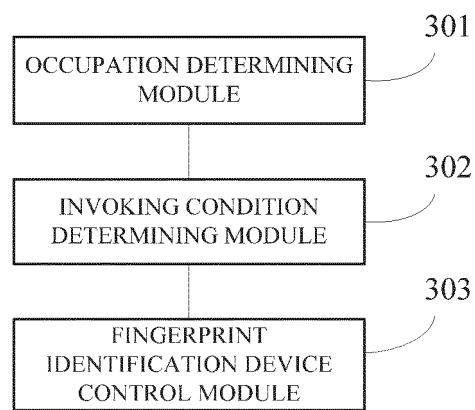 301
OCCUPATION DETERMINING
MODULE
302
INVOKING CONDITION
DETERMINING MODULE
303
FINGERPRINT
IDENTIFICATION DEVICE
CONTROL MODULE